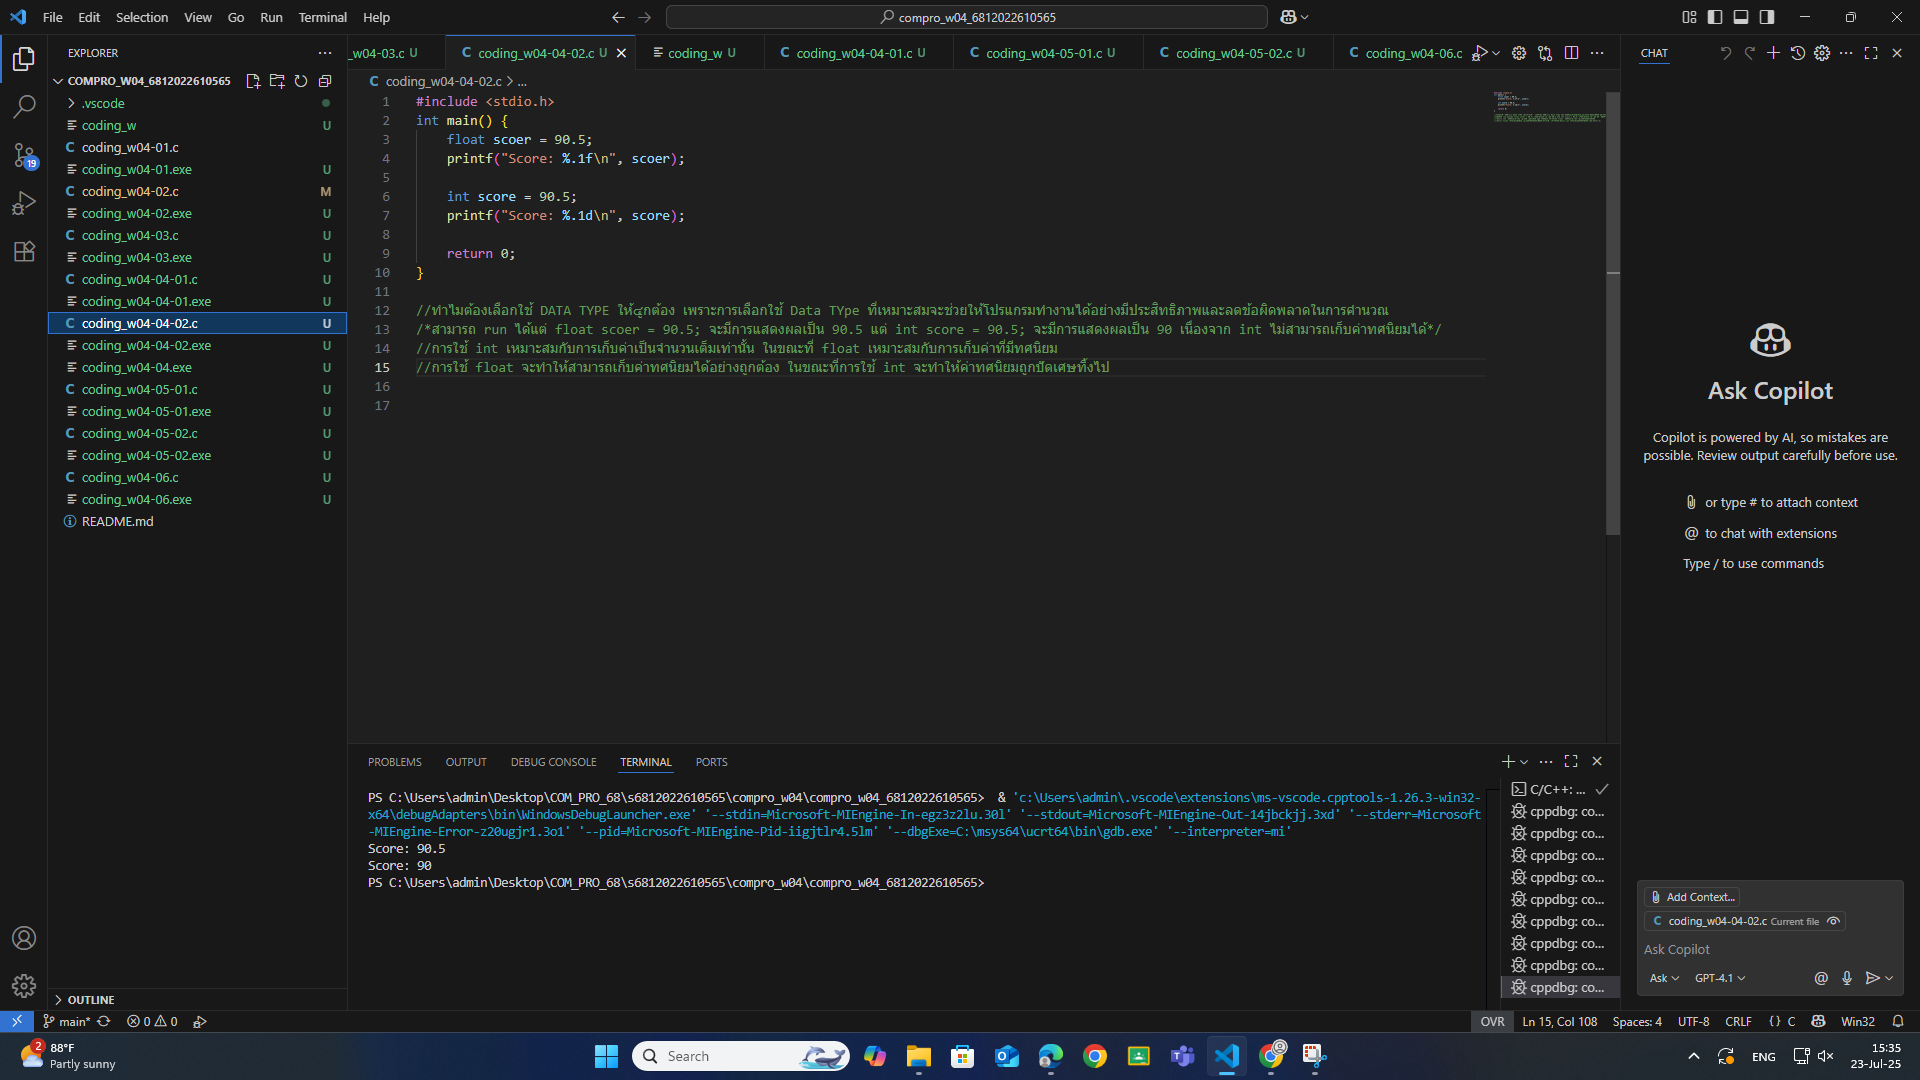 File Edit Selection View Go Run Terminal Help
compro_w04_6812022610565
EXPLORER
COMPRO_W04_6812022610565
.vscode
coding_w U
coding_w04-01.c
coding_w04-01.exe U
coding_w04-02.c M
coding_w04-02.exe U
coding_w04-03.c U
coding_w04-03.exe U
coding_w04-04-01.c U
coding_w04-04-01.exe U
coding_w04-04-02.c U
coding_w04-04-02.exe U
coding_w04-04.exe U
coding_w04-05-01.c U
coding_w04-05-01.exe U
coding_w04-05-02.c U
coding_w04-05-02.exe U
coding_w04-06.c U
coding_w04-06.exe U
README.md
OUTLINE
19
_w04-03.c U C coding_w04-04-02.c U coding_w U C coding_w04-04-01.c U C coding_w04-05-01.c U C coding_w04-05-02.c U C coding_w04-06.c
C coding_w04-04-02.c > ...
1 #include <stdio.h>
2 int main() {
3 float scoer = 90.5;
4 printf("Score: %.1f\n", scoer);
5
6 int score = 90.5;
7 printf("Score: %.1d\n", score);
8
9 return 0;
10 }
11
12 //ทำไมต้องเลือกใช้ DATA TYPE ให้ถูกต้อง เพราะการเลือกใช้ Data TYpe ที่เหมาะสมจะช่วยให้โปรแกรมทำงานได้อย่างมีประสิทธิภาพและลดข้อผิดพลาดในการคำนวณ
13 /*สามารถ run ได้แต่ float scoer = 90.5; จะมีการแสดงผลเป็น 90.5 แต่ int score = 90.5; จะมีการแสดงผลเป็น 90 เนื่องจาก int ไม่สามารถเก็บค่าทศนิยมได้*/
14 //การใช้ int เหมาะสมกับการเก็บค่าเป็นจำนวนเต็มเท่านั้น ในขณะที่ float เหมาะสมกับการเก็บค่าที่มีทศนิยม
15 //การใช้ float จะทำให้สามารถเก็บค่าทศนิยมได้อย่างถูกต้อง ในขณะที่การใช้ int จะทำให้ค่าทศนิยมถูกปัดเศษทิ้งไป
16
17
PROBLEMS OUTPUT DEBUG CONSOLE TERMINAL PORTS
PS C:\Users\admin\Desktop\COM_PRO_68\s6812022610565\compro_w04\compro_w04_6812022610565> & 'c:\Users\admin\.vscode\extensions\ms-vscode.cpptools-1.26.3-win32-
x64\debugAdapters\bin\WindowsDebugLauncher.exe' '--stdin=Microsoft-MIEngine-In-egz3z2lu.30l' '--stdout=Microsoft-MIEngine-Out-14jbckjj.3xd' '--stderr=Microsoft
-MIEngine-Error-z20ugjr1.3o1' '--pid=Microsoft-MIEngine-Pid-iigjtlr4.5lm' '--dbgExe=C:\msys64\ucrt64\bin\gdb.exe' '--interpreter=mi'
Score: 90.5
Score: 90
PS C:\Users\admin\Desktop\COM_PRO_68\s6812022610565\compro_w04\compro_w04_6812022610565>
C/C++: ...
cppdbg: co...
cppdbg: co...
cppdbg: co...
cppdbg: co...
cppdbg: co...
cppdbg: co...
cppdbg: co...
cppdbg: co...
cppdbg: co...
CHAT
Ask Copilot
Copilot is powered by AI, so mistakes are
possible. Review output carefully before use.
or type # to attach context
@ to chat with extensions
Type / to use commands
Add Context...
C coding_w04-04-02.c Current file
Ask Copilot
Ask GPT-4.1
main* 0 0 OVR Ln 15, Col 108 Spaces: 4 UTF-8 CRLF {} C Win32
2 88°F
Partly sunny
Search
ENG
15:35
23-Jul-25